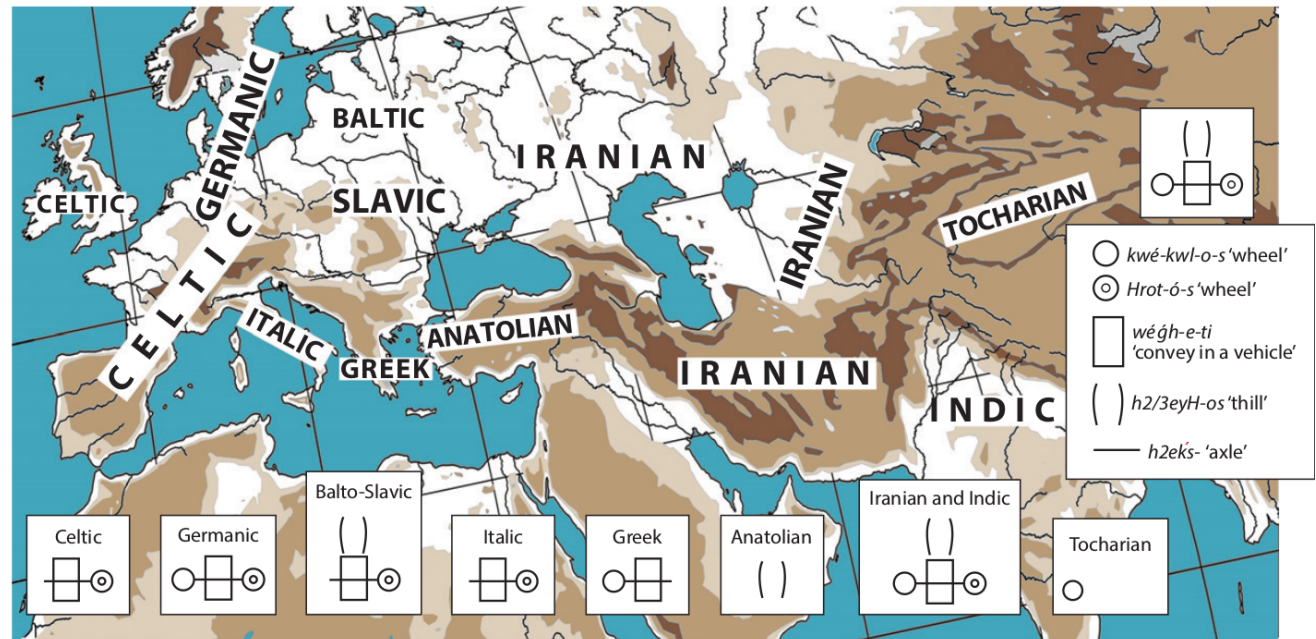 GERMANIC
BALTIC
IRANIAN
CELTIC
SLAVIC
CELTIC
IRANIAN
TOCHARIAN
ITALIC
GREEK
ANATOLIAN
IRANIAN
INDIC
kwé-kwl-o-s ‘wheel’
Hrot-ó-s ‘wheel’
wéǵh-e-ti
‘convey in a vehicle’
h2/3eyH-os ‘thill’
h2eḱs- ‘axle’
Celtic
Germanic
Balto-Slavic
Italic
Greek
Anatolian
Iranian and Indic
Tocharian